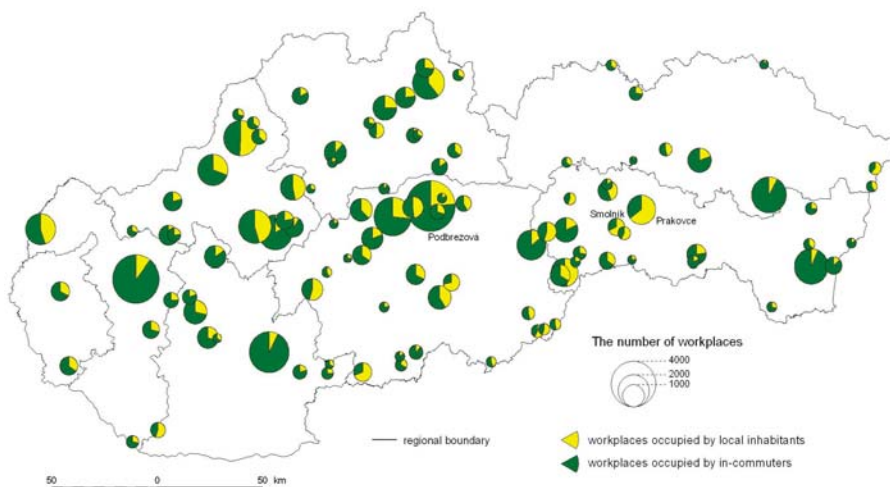 Smolník
Prakovce
Podbrezová
The number of workplaces
4000
2000
1000
regional boundary
workplaces occupied by local inhabitants
workplaces occupied by in-commuters
50 0 50 km